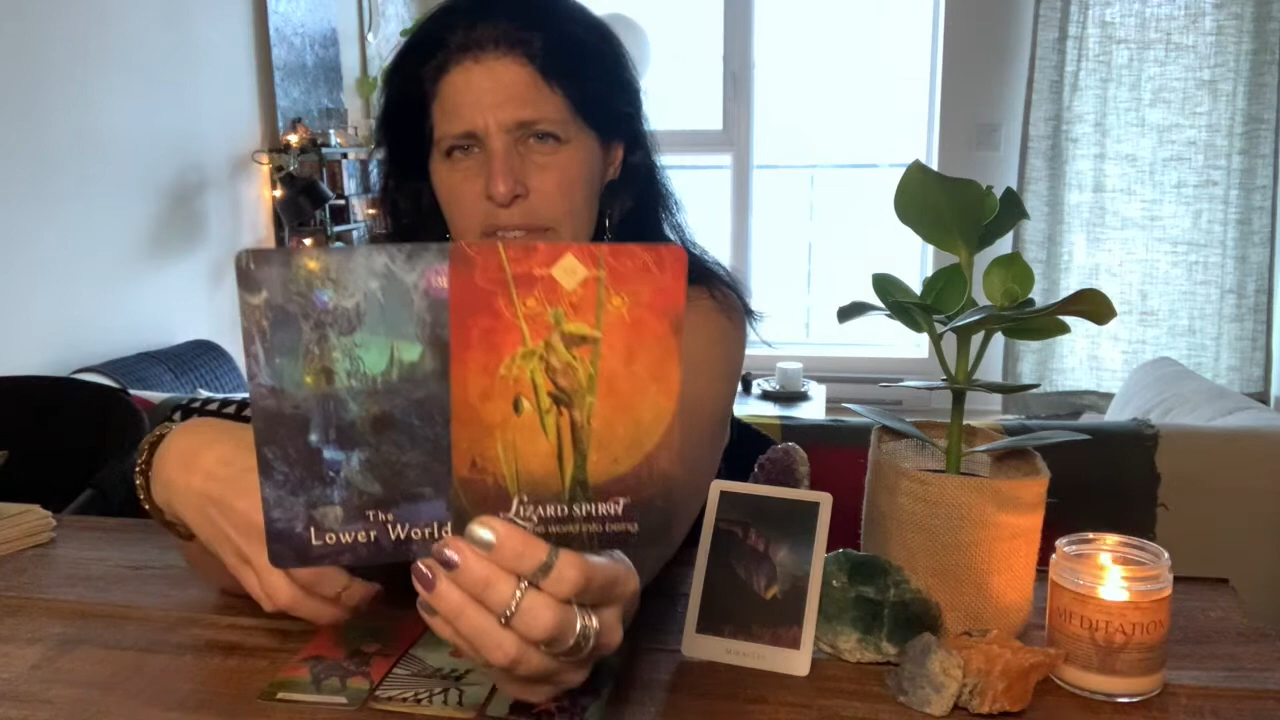 The
Lower World
LIZARD SPIRIT
the world into being
MEDITATION